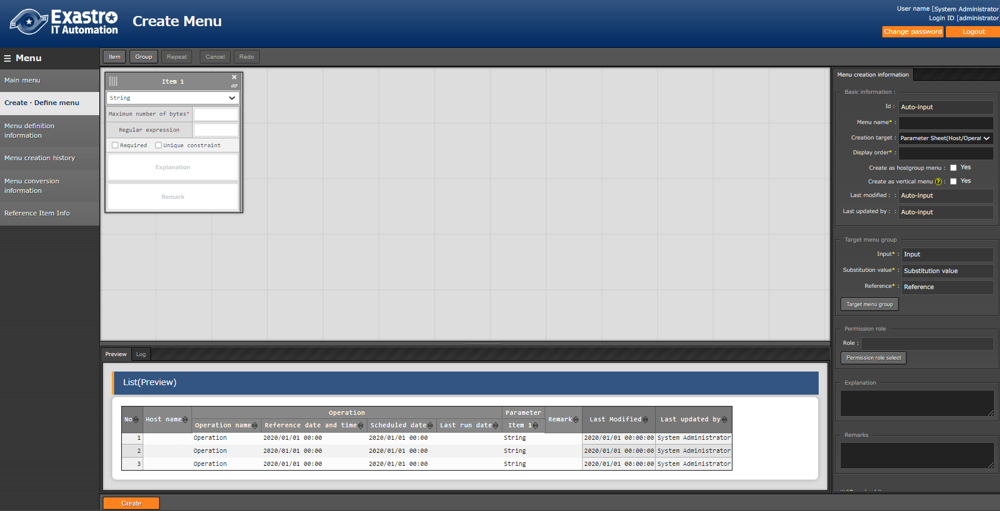 Exastro
IT Automation
Create Menu
User name [System Administrator]
Login ID [administrator]
Change password
Logout
Menu
Main menu
Create · Define menu
Menu definition
information
Menu creation history
Menu conversion
information
Reference Item Info
Item
Group
Repeat
Cancel
Redo
Item 1
String
Maximum number of bytes*
Regular expression
Required
Unique constraint
Explanation
Remark
Menu creation information
Basic information :
Id :
Auto-input
Menu name* :
Creation target :
Parameter Sheet(Host/Operat
Display order* :
Create as hostgroup menu :
Yes
Create as vertical menu ? :
Yes
Last modified : :
Auto-input
Last updated by : :
Auto-input
Target menu group
Input* :
Input
Substitution value* :
Substitution value
Reference* :
Reference
Target menu group
Permission role
Role :
Permission role select
Explanation
Remarks
Preview
Log
List(Preview)
No Host name Operation Parameter Remark Last Modified Last updated by
Operation name Reference date and time Scheduled date Last run date Item 1
1 Operation 2020/01/01 00:00 2020/01/01 00:00 String 2020/01/01 00:00:00 System Administrator
2 Operation 2020/01/01 00:00 2020/01/01 00:00 String 2020/01/01 00:00:00 System Administrator
3 Operation 2020/01/01 00:00 2020/01/01 00:00 String 2020/01/01 00:00:00 System Administrator
Create